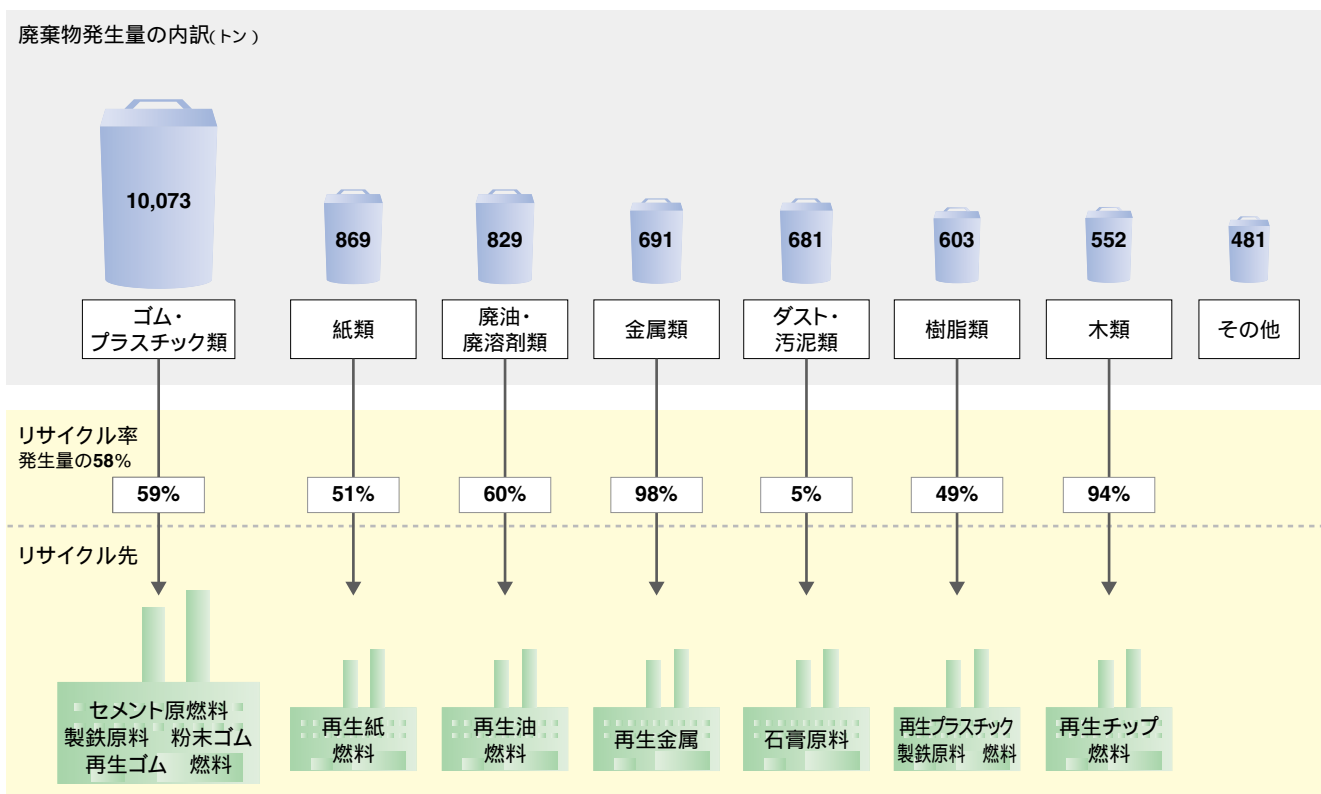 廃棄物発生量の内訳(トン)
10,073
869
829
691
681
603
552
481
ゴム・
プラスチック類
紙類
廃油・
廃溶剤類
金属類
ダスト・
汚泥類
樹脂類
木類
その他
リサイクル率
発生量の58%
59%
51%
60%
98%
5%
49%
94%
リサイクル先
セメント原燃料
製鉄原料 粉末ゴム
再生ゴム 燃料
再生紙
燃料
再生油
燃料
再生金属
石膏原料
再生プラスチック
製鉄原料 燃料
再生チップ
燃料